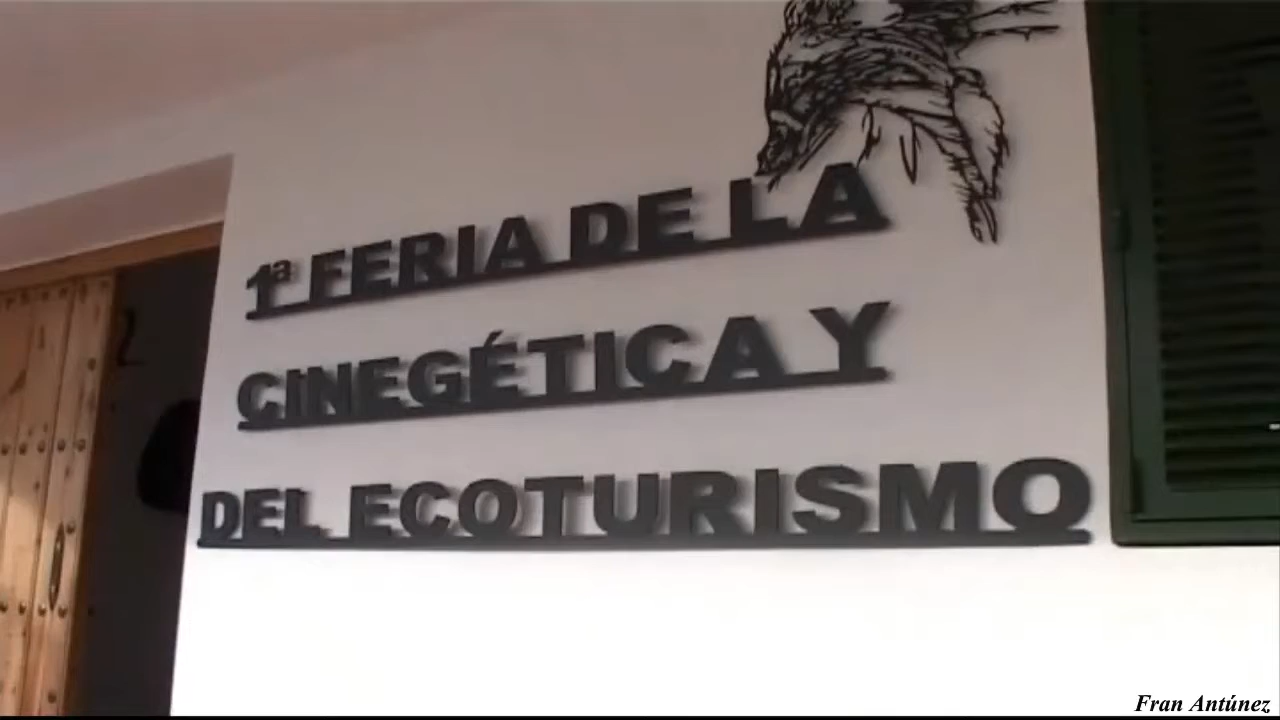 1ª FERIA DE LA
CINEGÉTICA Y
DEL ECOTURISMO
Fran Antúnez